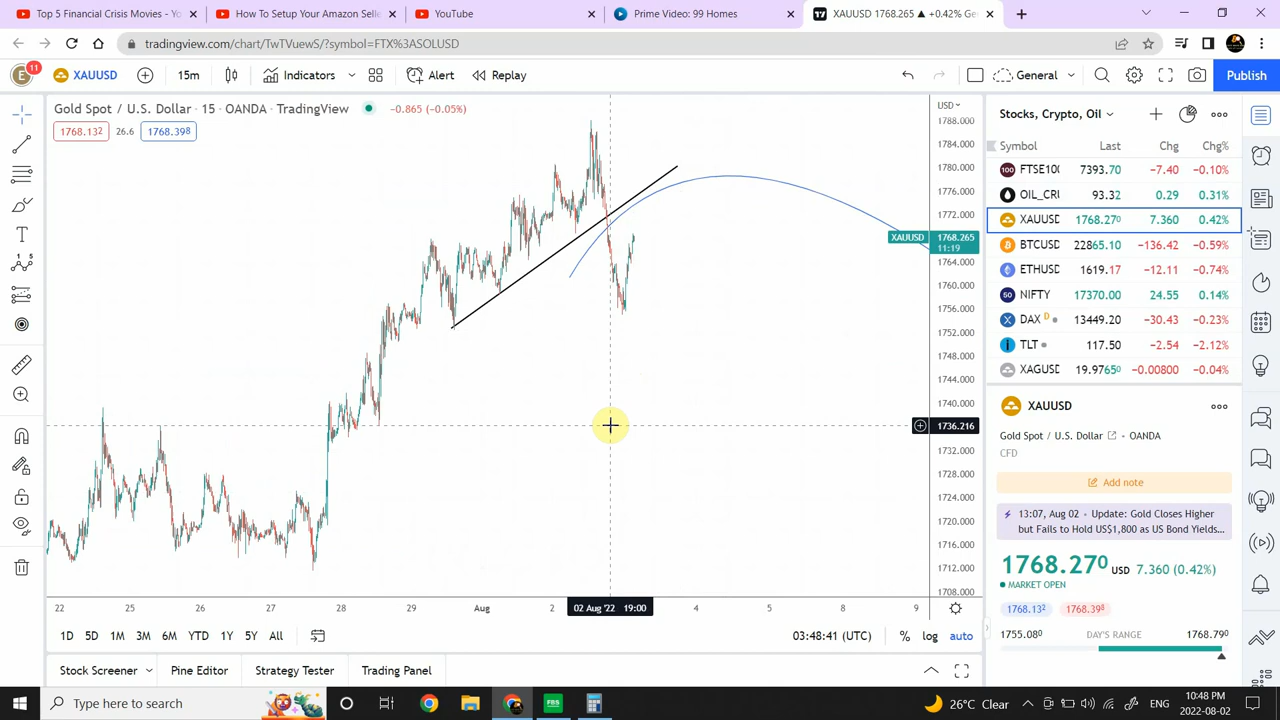 Top 5 Financial Crisis Movies - Yo
How To Setup Your Amazon Selle
YouTube
Prime Video: 99 Homes
XAUUSD 1768.265 ▲ +0.42% Ge
tradingview.com/chart/TwTVuewS/?symbol=FTX%3ASOLUSD
E 11 XAUUSD 15m Indicators Alert Replay General Publish
Gold Spot / U.S. Dollar · 15 · OANDA · TradingView −0.865 (−0.05%)
1768.132 26.6 1768.398
USD
1788.000
1784.000
1780.000
1776.000
1772.000
XAUUSD 1768.265
11:19
1764.000
1760.000
1756.000
1752.000
1748.000
1744.000
1740.000
1736.216
1732.000
1728.000
1724.000
1720.000
1716.000
1712.000
1708.000
22 25 26 27 28 29 Aug 2 02 Aug '22 19:00 4 5 8 9
1D 5D 1M 3M 6M YTD 1Y 5Y All 03:48:41 (UTC) % log auto
Stock Screener Pine Editor Strategy Tester Trading Panel
Stocks, Crypto, Oil
Symbol Last Chg Chg%
100 FTSE100 7393.70 −7.40 −0.10%
OIL_CRU 93.32 0.29 0.31%
XAUUSD 1768.270 7.360 0.42%
BTCUSD 22865.10 −136.42 −0.59%
ETHUSD 1619.17 −12.11 −0.74%
50 NIFTY 17370.00 24.55 0.14%
DAX D 13449.20 −30.43 −0.23%
TLT 117.50 −2.54 −2.12%
XAGUSD 19.9765 −0.00800 −0.04%
XAUUSD
Gold Spot / U.S. Dollar OANDA
CFD
Add note
13:07, Aug 02 • Update: Gold Closes Higher
but Fails to Hold US$1,800 as US Bond Yields...
1768.270 USD 7.360 (0.42%)
MARKET OPEN
1768.132 1768.398
1755.080 DAY'S RANGE 1768.790
Type here to search
FBS
26°C Clear
ENG
10:48 PM
2022-08-02